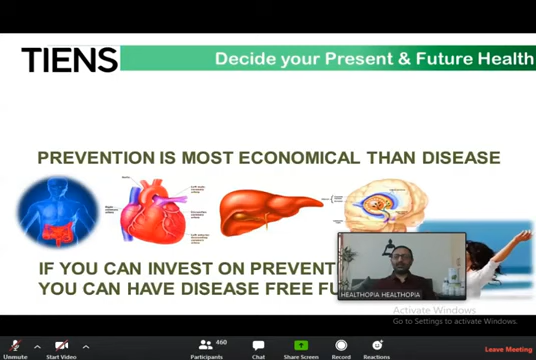 TIENS
Decide your Present & Future Health
PREVENTION IS MOST ECONOMICAL THAN DISEASE
IF YOU CAN INVEST ON PREVENT
YOU CAN HAVE DISEASE FREE FU
HEALTHOPIA HEALTHOPIA
Activate Windows
Go to Settings to activate Windows.
460
Unmute
Start Video
Participants
Chat
Share Screen
Record
Reactions
Leave Meeting